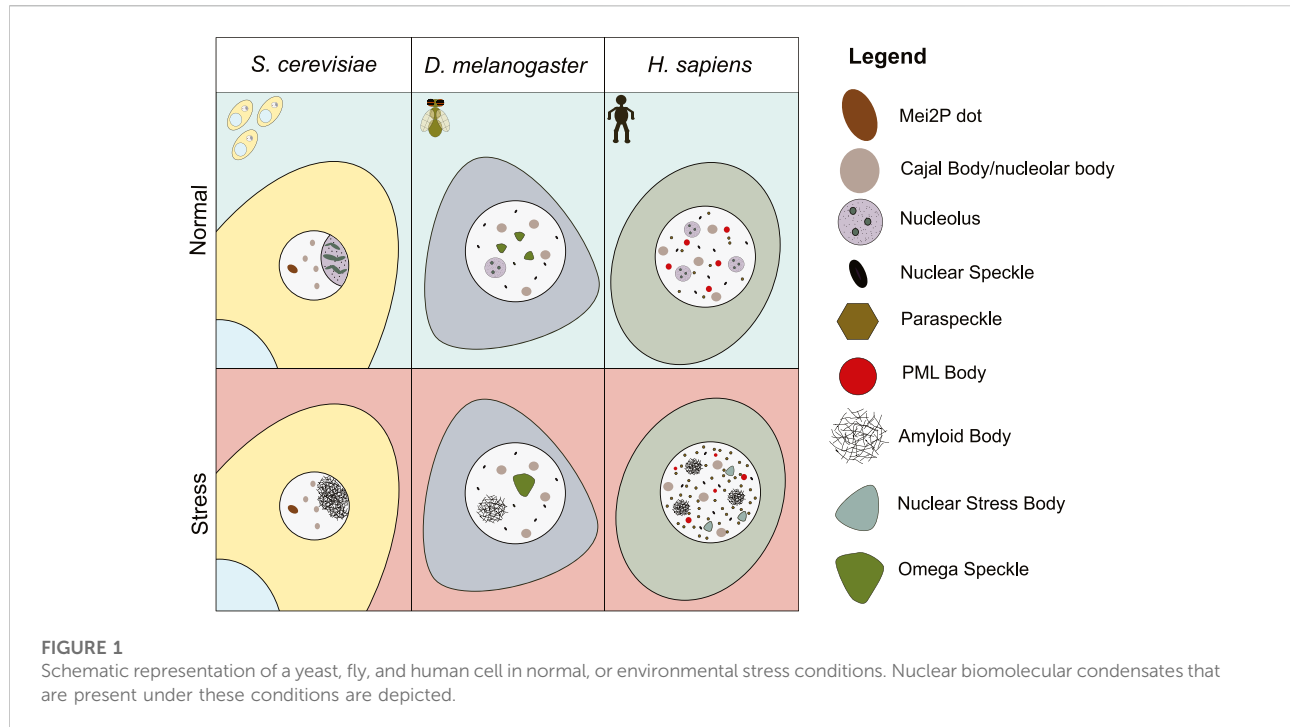 S. cerevisiae
D. melanogaster
H. sapiens
Normal
Stress
Legend
Mei2P dot
Cajal Body/nucleolar body
Nucleolus
Nuclear Speckle
Paraspeckle
PML Body
Amyloid Body
Nuclear Stress Body
Omega Speckle
FIGURE 1
Schematic representation of a yeast, fly, and human cell in normal, or environmental stress conditions. Nuclear biomolecular condensates that
are present under these conditions are depicted.